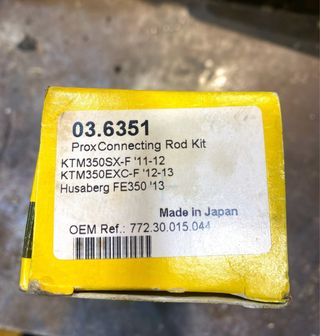 03.6351
ProxConnecting Rod Kit
KTM350SX-F '11-12
KTM350EXC-F '12-13
Husaberg FE350 '13
Made in Japan
OEM Ref.: 772.30.015.044